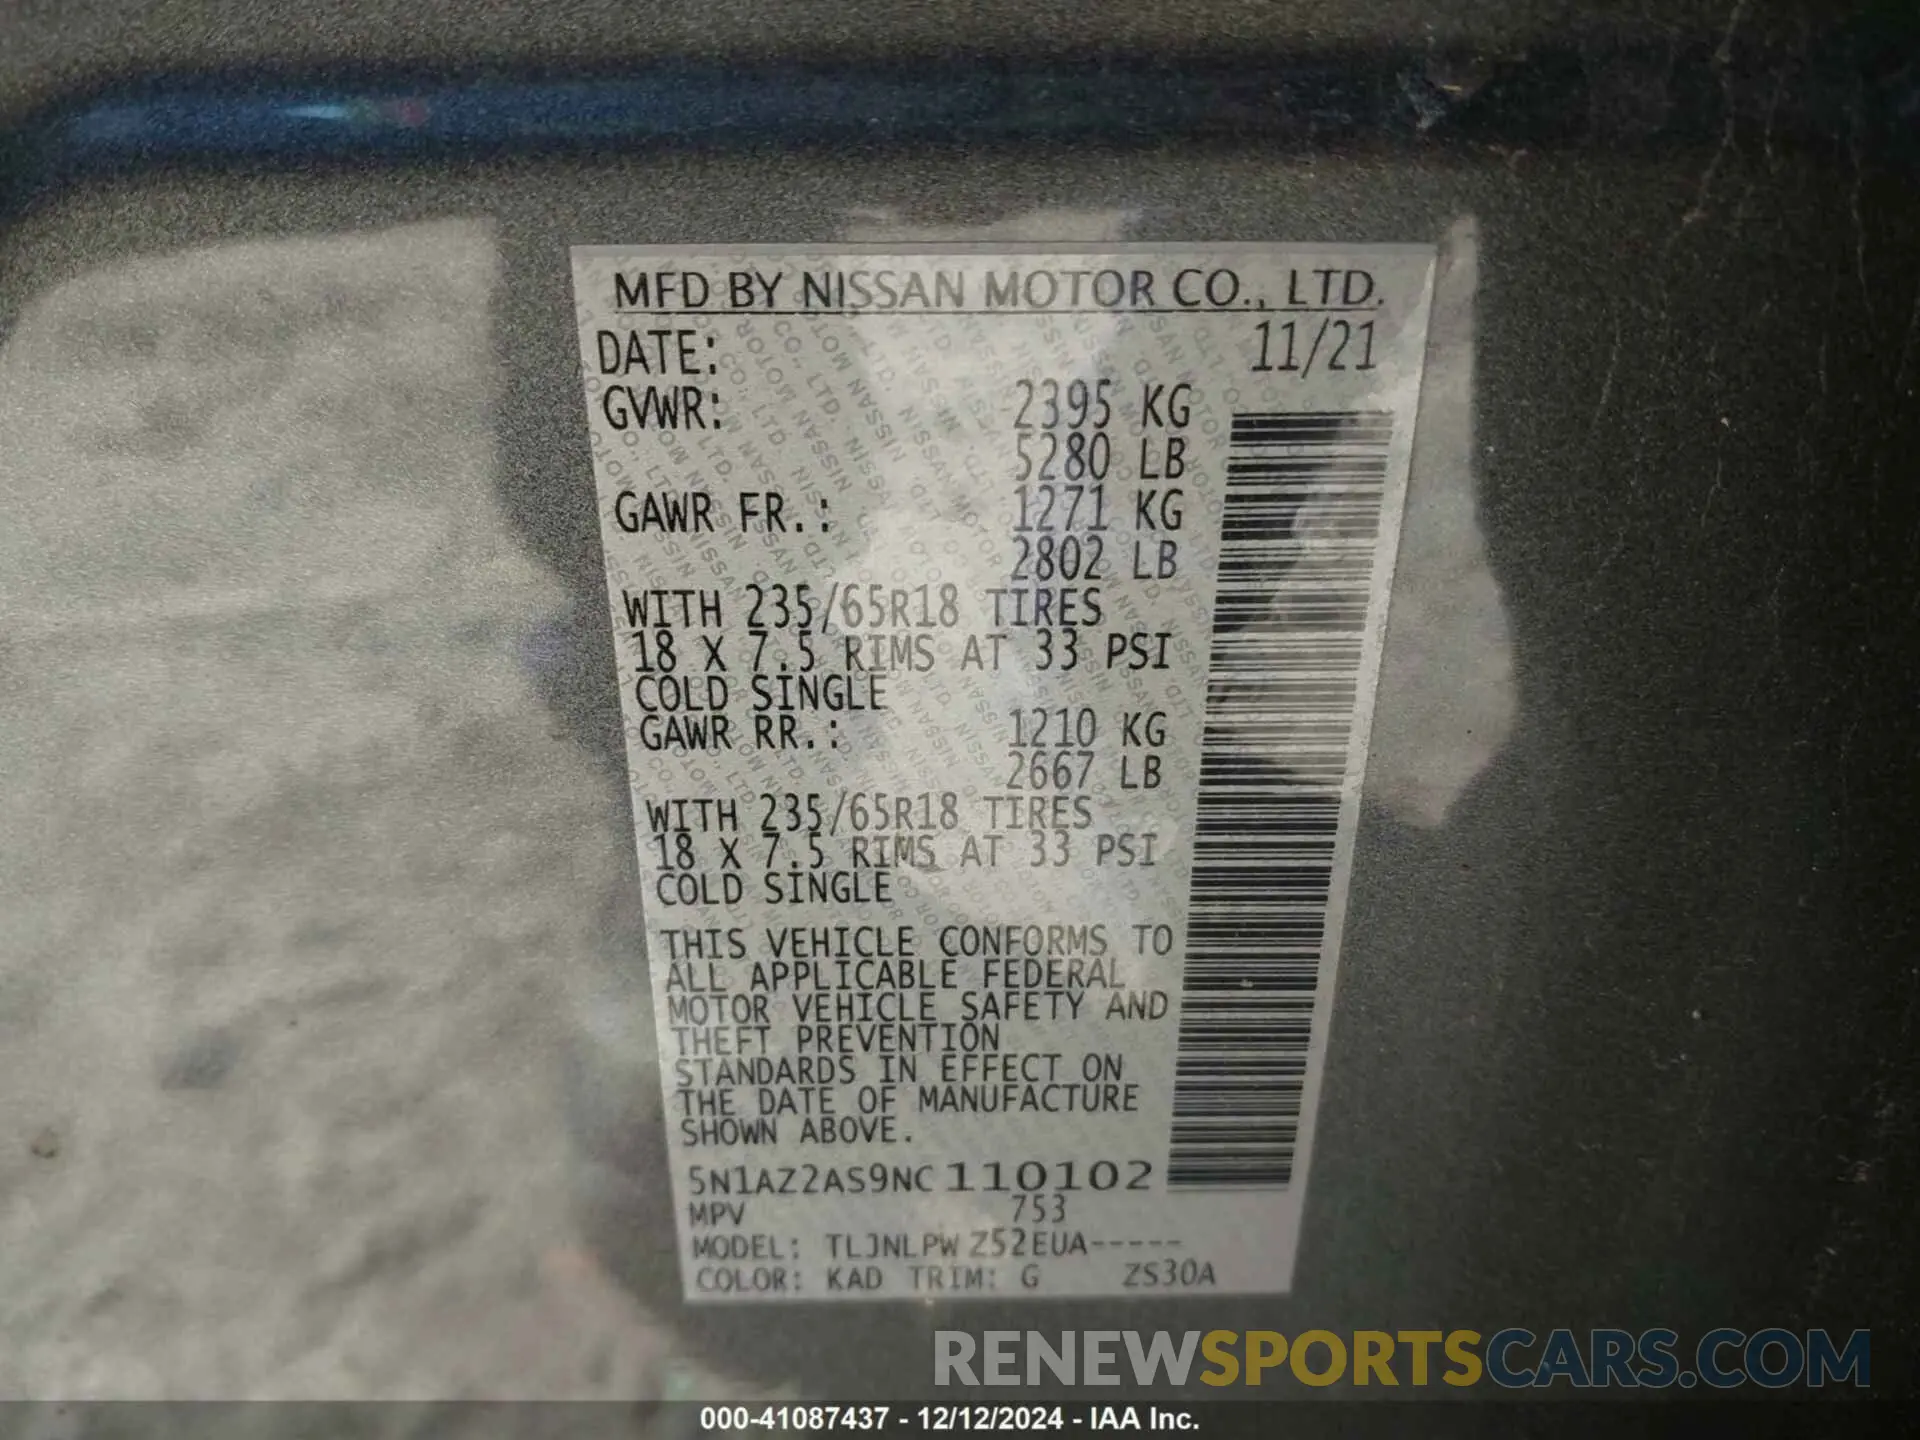 MFD BY NISSAN MOTOR CO., LTD.
DATE: 11/21
GVWR: 2395 KG
5280 LB
GAWR FR.: 1271 KG
2802 LB
WITH 235/65R18 TIRES
18 X 7.5 RIMS AT 33 PSI
COLD SINGLE
GAWR RR.: 1210 KG
2667 LB
WITH 235/65R18 TIRES
18 X 7.5 RIMS AT 33 PSI
COLD SINGLE
THIS VEHICLE CONFORMS TO
ALL APPLICABLE FEDERAL
MOTOR VEHICLE SAFETY AND
THEFT PREVENTION
STANDARDS IN EFFECT ON
THE DATE OF MANUFACTURE
SHOWN ABOVE.
5N1AZ2AS9NC110102
MPV 753
MODEL: TLJNLPW Z52EUA-----
COLOR: KAD TRIM: G ZS30A
RENEWSPORTSCARS.COM
000-41087437 - 12/12/2024 - IAA Inc.